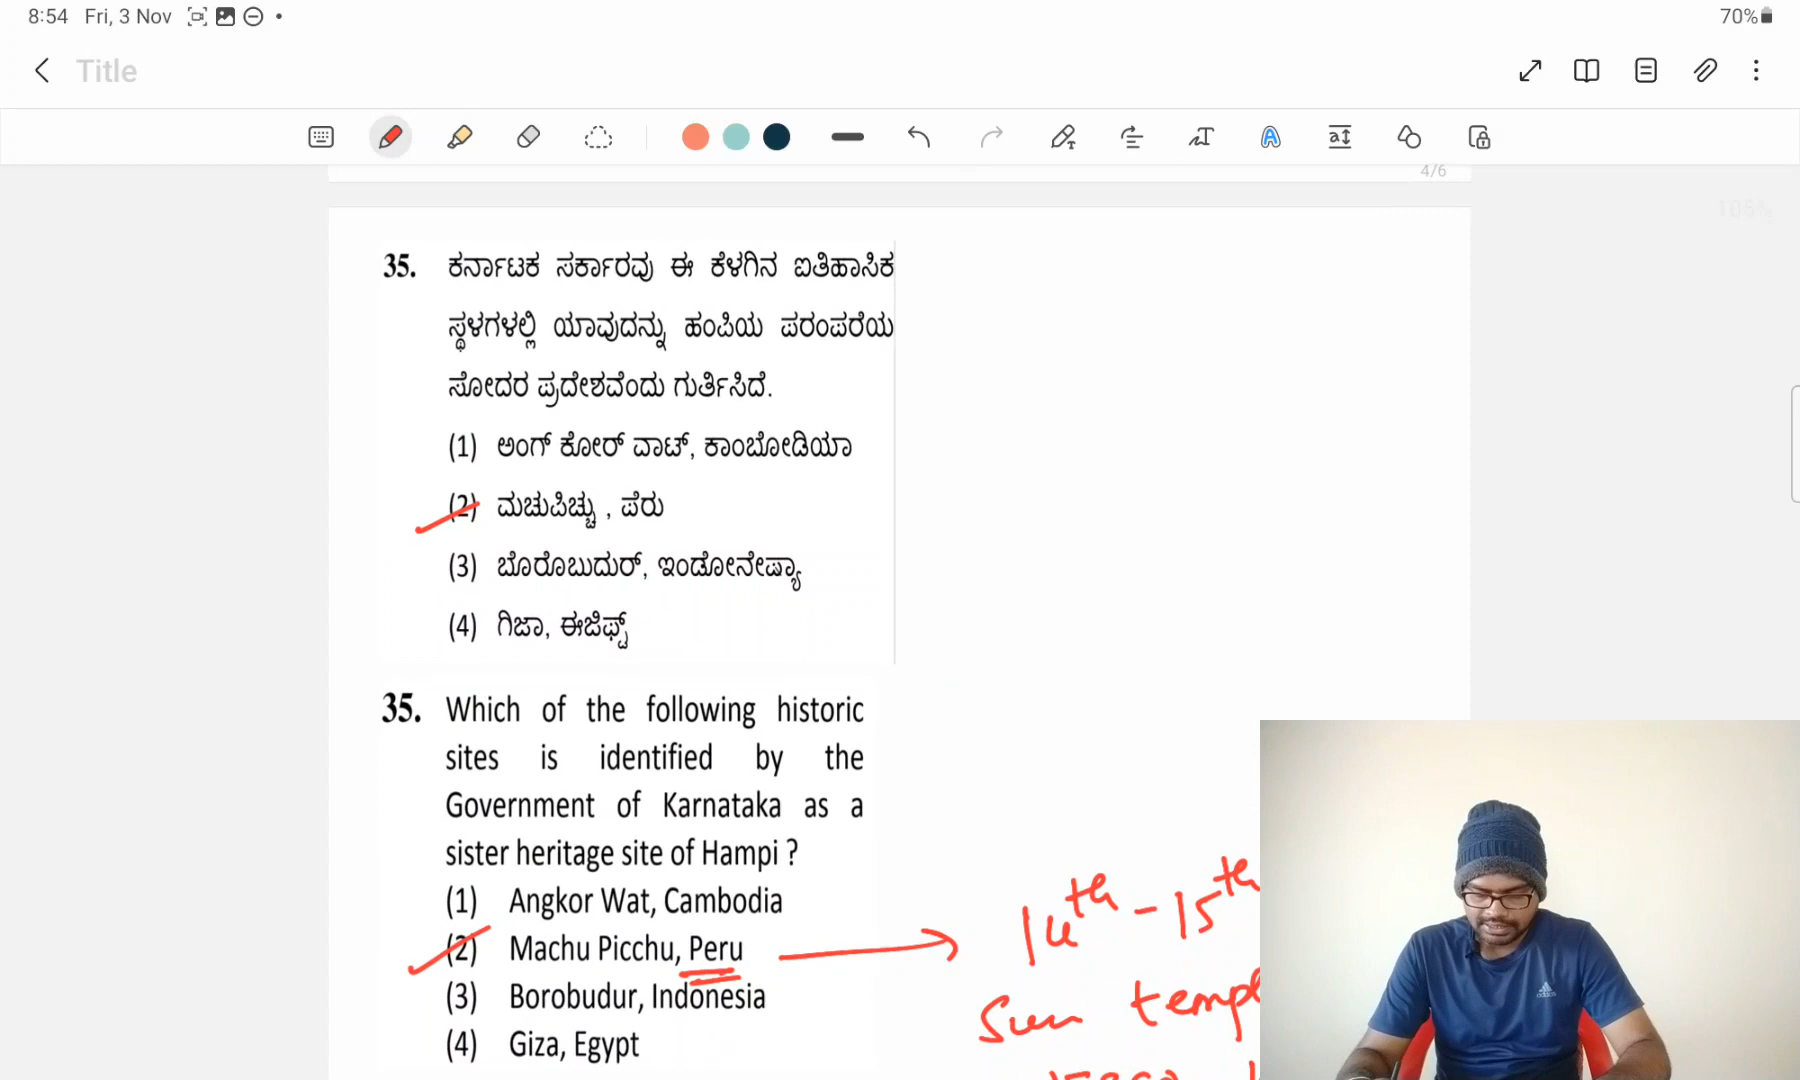 8:54 Fri, 3 Nov
70%
Title
4/6
105%
35. ಕರ್ನಾಟಕ ಸರ್ಕಾರವು ಈ ಕೆಳಗಿನ ಐತಿಹಾಸಿಕ
ಸ್ಥಳಗಳಲ್ಲಿ ಯಾವುದನ್ನು ಹಂಪಿಯ ಪರಂಪರೆಯ
ಸೋದರ ಪ್ರದೇಶವೆಂದು ಗುರ್ತಿಸಿದೆ.
(1) ಅಂಗ್ ಕೋರ್ ವಾಟ್, ಕಾಂಬೋಡಿಯಾ
(2) ಮಚುಪಿಚ್ಚು , ಪೆರು
(3) ಬೊರೊಬುದುರ್, ಇಂಡೋನೇಷ್ಯಾ
(4) ಗಿಜಾ, ಈಜಿಫ್ಟ್
35. Which of the following historic
sites is identified by the
Government of Karnataka as a
sister heritage site of Hampi ?
(1) Angkor Wat, Cambodia
(2) Machu Picchu, Peru
14th - 15th
(3) Borobudur, Indonesia
Sun templ
(4) Giza, Egypt
adidas